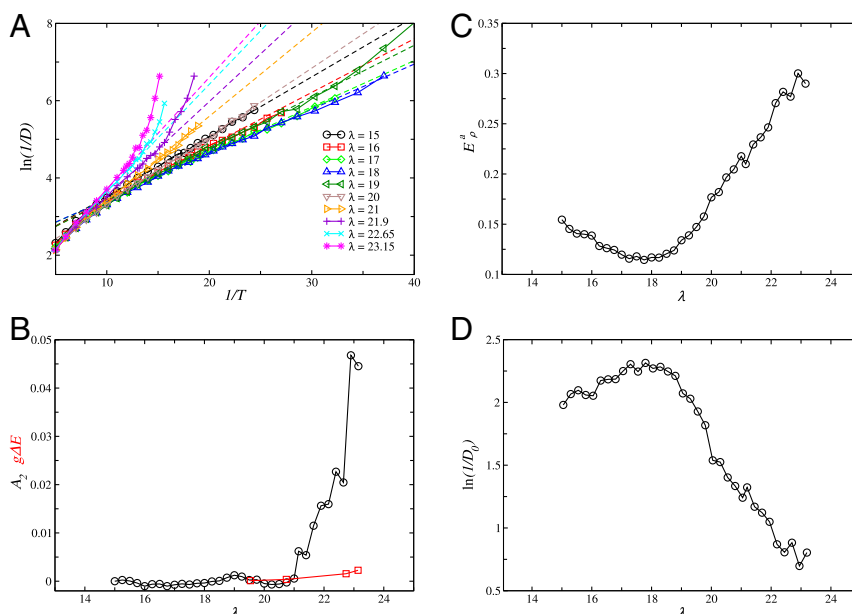 A
8
6
4
2
ln(1/D)
10
20
30
40
1/T
λ = 15
λ = 16
λ = 17
λ = 18
λ = 19
λ = 20
λ = 21
λ = 21.9
λ = 22.65
λ = 23.15
C
0.35
0.3
0.25
0.2
0.15
0.1
E_ρ^a
14
16
18
20
22
24
λ
B
0.05
0.04
0.03
0.02
0.01
0
A₂ gΔE
14
16
18
20
22
24
λ
D
2.5
2
1.5
1
0.5
ln(1/D₀)
14
16
18
20
22
24
λ